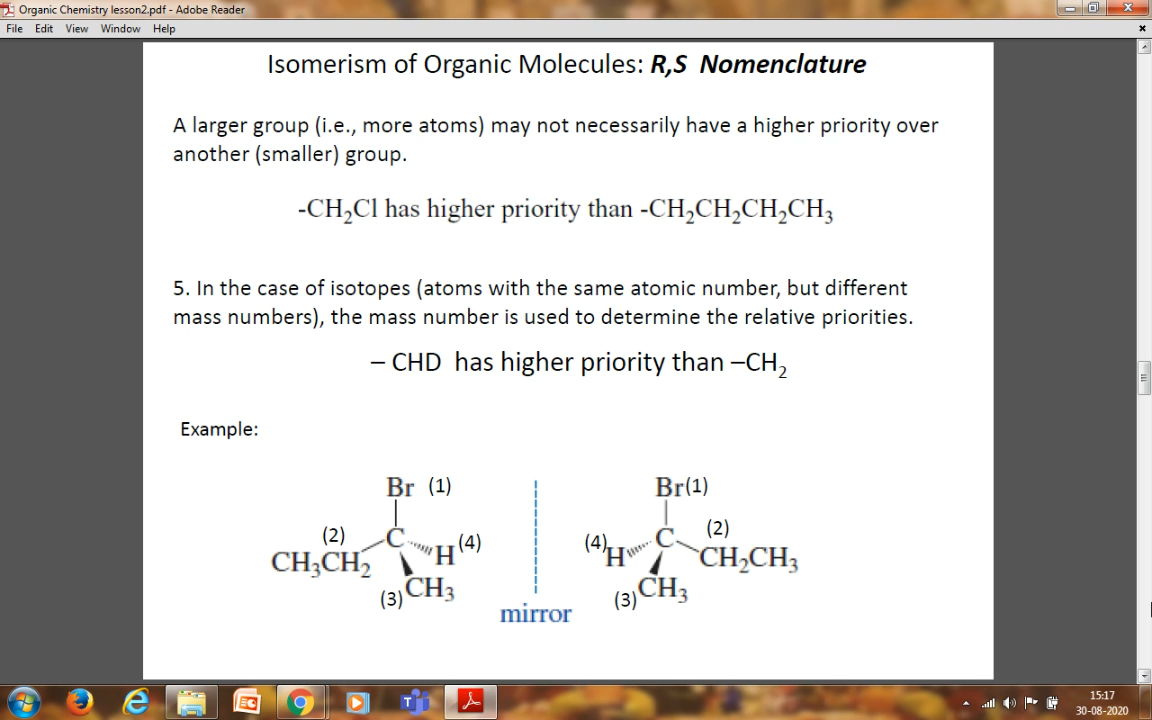 Organic Chemistry lesson2.pdf - Adobe Reader
File Edit View Window Help
Isomerism of Organic Molecules: R,S Nomenclature
A larger group (i.e., more atoms) may not necessarily have a higher priority over
another (smaller) group.
-CH₂Cl has higher priority than -CH₂CH₂CH₂CH₃
5. In the case of isotopes (atoms with the same atomic number, but different
mass numbers), the mass number is used to determine the relative priorities.
– CHD has higher priority than –CH₂
Example:
Br (1) Br(1)
(2) C H (4) (4) H C (2)
CH₃CH₂ CH₂CH₃
(3) CH₃ (3) CH₃
mirror
15:17
30-08-2020